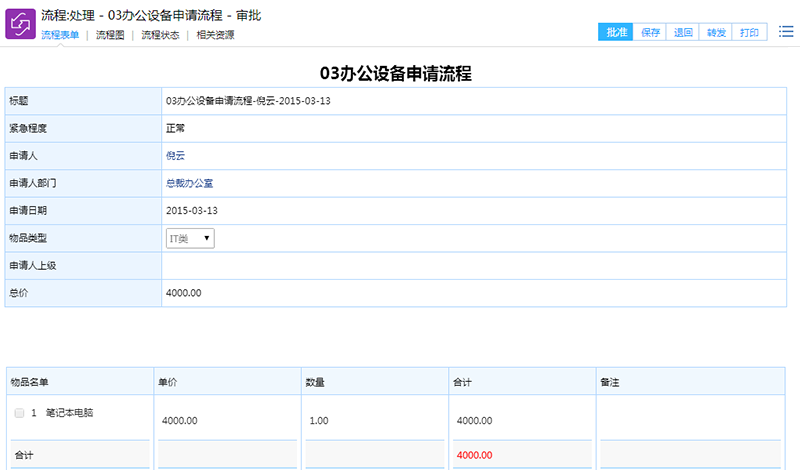 流程:处理 - 03办公设备申请流程 - 审批
流程表单 | 流程图 | 流程状态 | 相关资源
批准 保存 退回 转发 打印
03办公设备申请流程
标题 03办公设备申请流程-倪云-2015-03-13
紧急程度 正常
申请人 倪云
申请人部门 总裁办公室
申请日期 2015-03-13
物品类型 IT类
申请人上级
总价 4000.00
物品名单 单价 数量 合计 备注
1 笔记本电脑 4000.00 1.00 4000.00
合计 4000.00